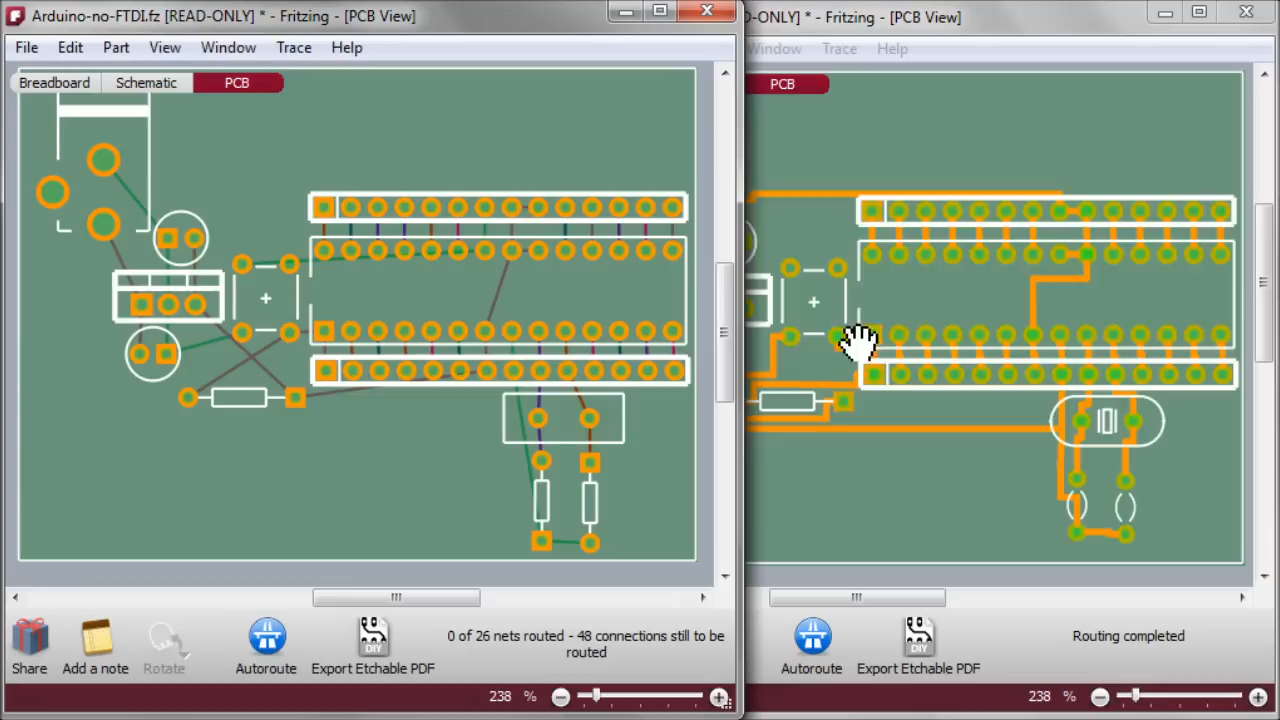 Arduino-no-FTDI.fz [READ-ONLY] * - Fritzing - [PCB View]
File Edit Part View Window Trace Help
Breadboard Schematic PCB
Share
Add a note
Rotate
Autoroute
DIY
Export Etchable PDF
0 of 26 nets routed - 48 connections still to be
routed
238 %
D-ONLY] * - Fritzing - [PCB View]
Window Trace Help
PCB
Autoroute
DIY
Export Etchable PDF
Routing completed
238 %